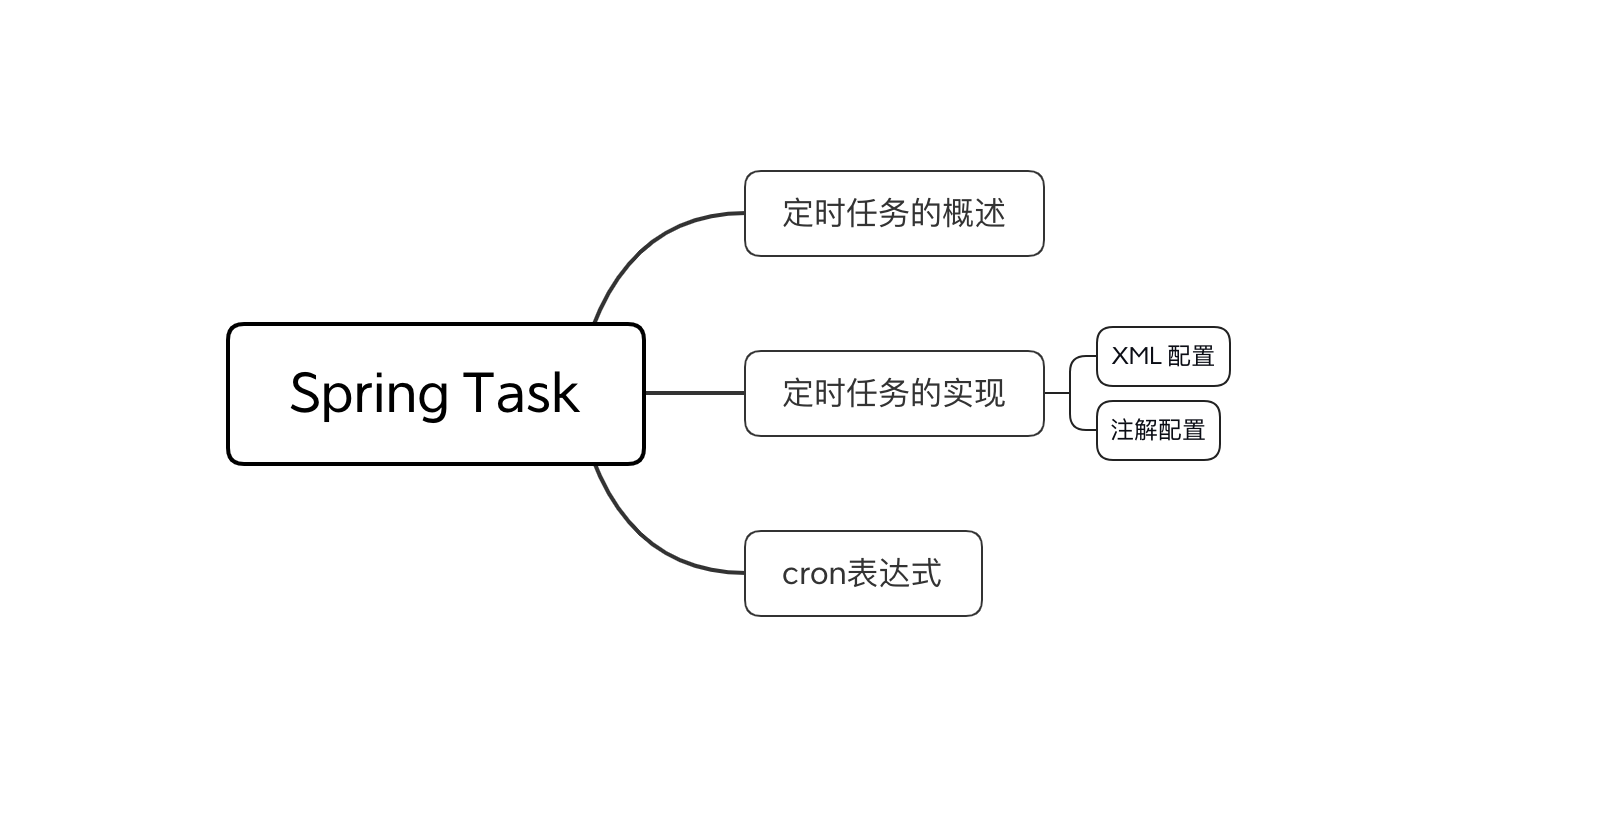 Spring Task
定时任务的概述
定时任务的实现
XML 配置
注解配置
cron表达式